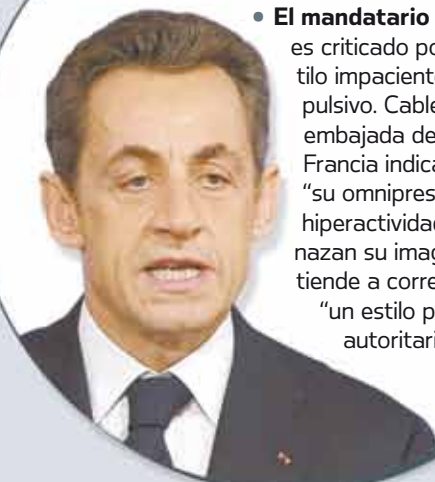 • El mandatario
es criticado po
tilo impaciente
pulsivo. Cable
embajada de
Francia indica
“su omnipres
hiperactividad
nazan su imag
tiende a corre
“un estilo p
autoritari